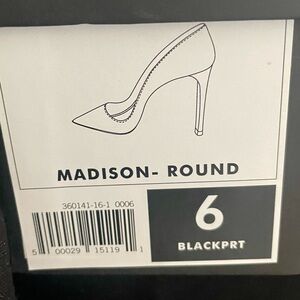 MADISON- ROUND
360141-16-1 0006
5 00029 15119 1
6
BLACKPRT